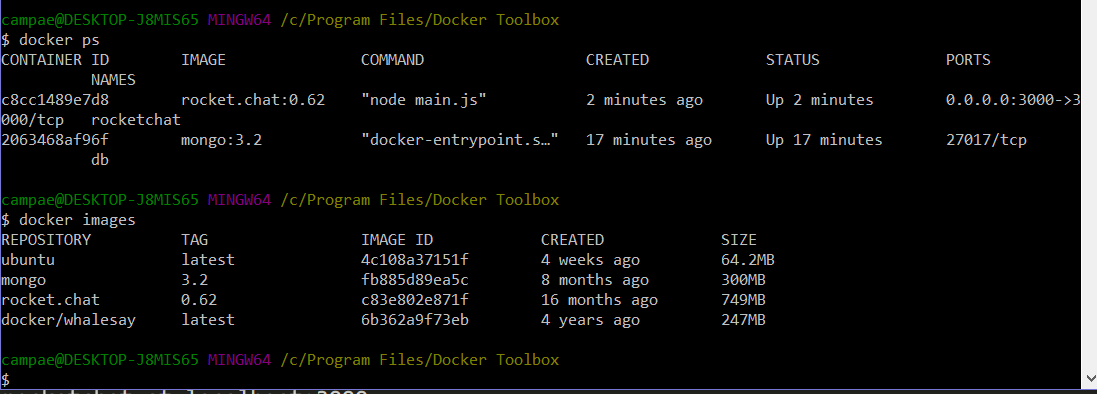 campae@DESKTOP-J8MIS65 MINGW64 /c/Program Files/Docker Toolbox
$ docker ps
CONTAINER ID        IMAGE               COMMAND                  CREATED             STATUS              PORTS
          NAMES
c8cc1489e7d8        rocket.chat:0.62    "node main.js"           2 minutes ago       Up 2 minutes        0.0.0.0:3000->3
000/tcp   rocketchat
2063468af96f        mongo:3.2           "docker-entrypoint.s…"   17 minutes ago      Up 17 minutes       27017/tcp
          db
campae@DESKTOP-J8MIS65 MINGW64 /c/Program Files/Docker Toolbox
$ docker images
REPOSITORY          TAG                 IMAGE ID            CREATED             SIZE
ubuntu              latest              4c108a37151f        4 weeks ago         64.2MB
mongo               3.2                 fb885d89ea5c        8 months ago        300MB
rocket.chat         0.62                c83e802e871f        16 months ago       749MB
docker/whalesay     latest              6b362a9f73eb        4 years ago         247MB
campae@DESKTOP-J8MIS65 MINGW64 /c/Program Files/Docker Toolbox
$